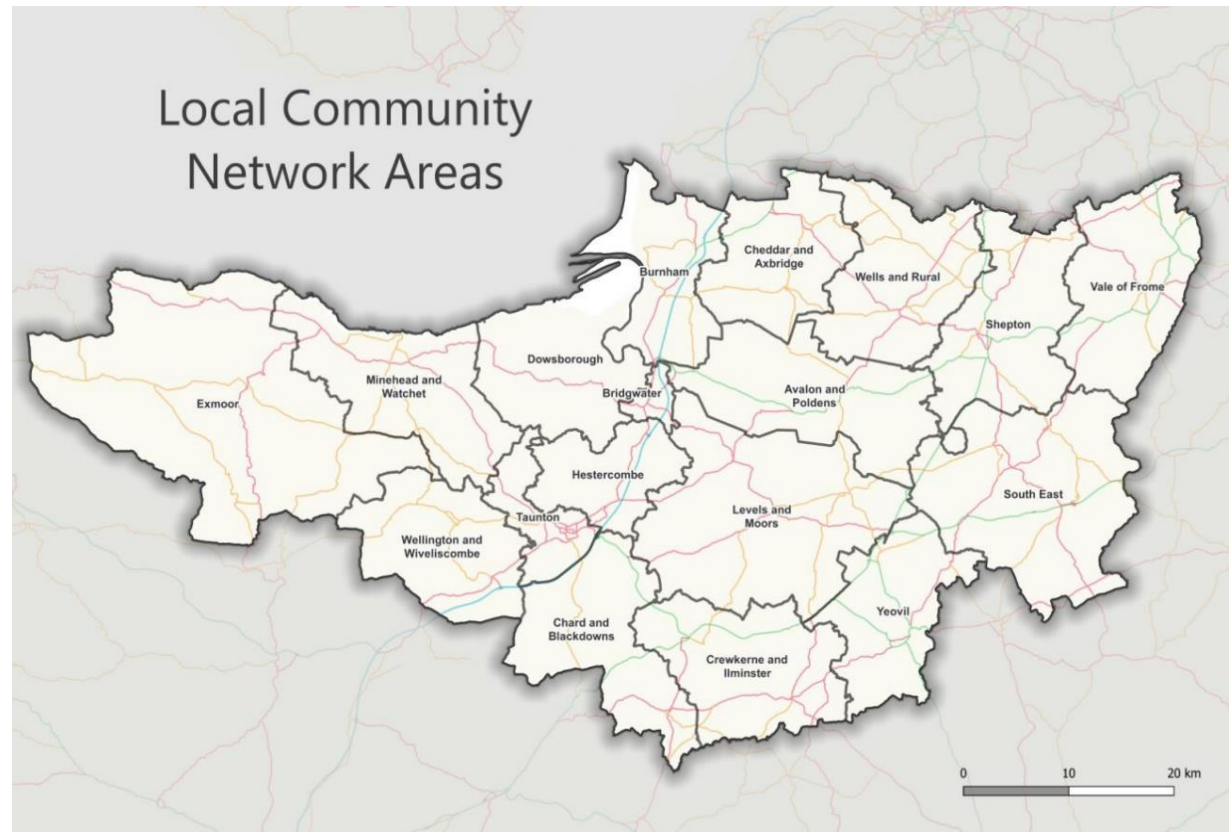 Local Community
Network Areas
Burnham
Cheddar and
Axbridge
Wells and Rural
Vale of Frome
Shepton
Dowsborough
Minehead and
Watchet
Exmoor
Bridgwater
Avalon and
Poldens
Hestercombe
South East
Levels and
Moors
Taunton
Wellington and
Wiveliscombe
Yeovil
Chard and
Blackdowns
Crewkerne and
Ilminster
0 10 20 km